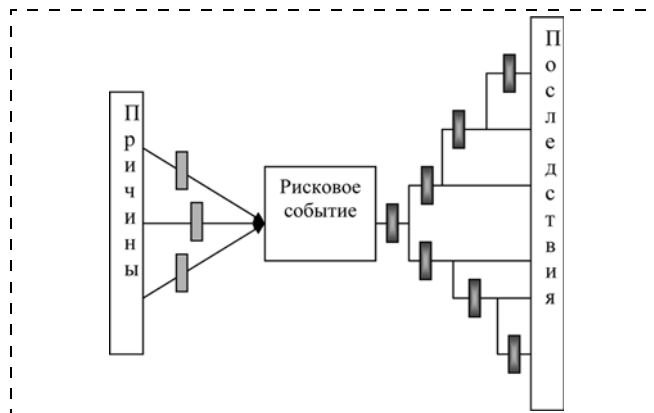 Причины
Рисковое
событие
Последствия